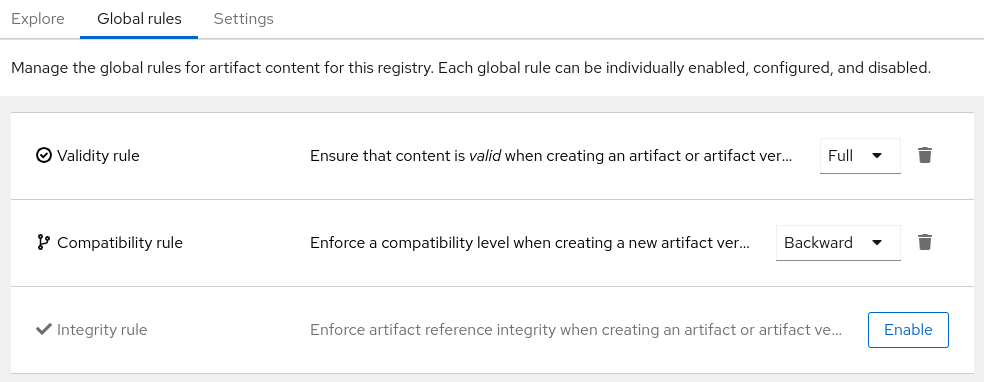 Explore Global rules Settings
Manage the global rules for artifact content for this registry. Each global rule can be individually enabled, configured, and disabled.
Validity rule Ensure that content is valid when creating an artifact or artifact ver... Full
Compatibility rule Enforce a compatibility level when creating a new artifact ver... Backward
Integrity rule Enforce artifact reference integrity when creating an artifact or artifact ve... Enable